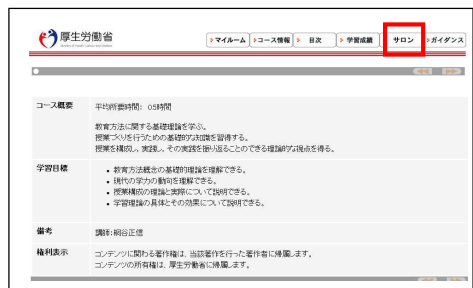 厚生労働省
マイルーム コース情報 目次 学習成績 サロン ガイダンス
コース概要 平均所要時間: 0.5時間
教育方法に関する基礎理論を学ぶ。
授業づくりを行うための基礎的な知識を習得する。
授業を構成し、実践し、その実践を振り返ることのできる理論的な視点を得る。
学習目標
• 教育方法概念の基礎的理論を理解できる。
• 現代の学力の動向を理解できる。
• 授業構成の理論と実際について説明できる。
• 学習理論の具体とその効果について説明できる。
備考 講師:桐谷正信
権利表示 コンテンツに関わる著作権は、当該著作を行った著作者に帰属します。
コンテンツの所有権は、厚生労働省に帰属します。